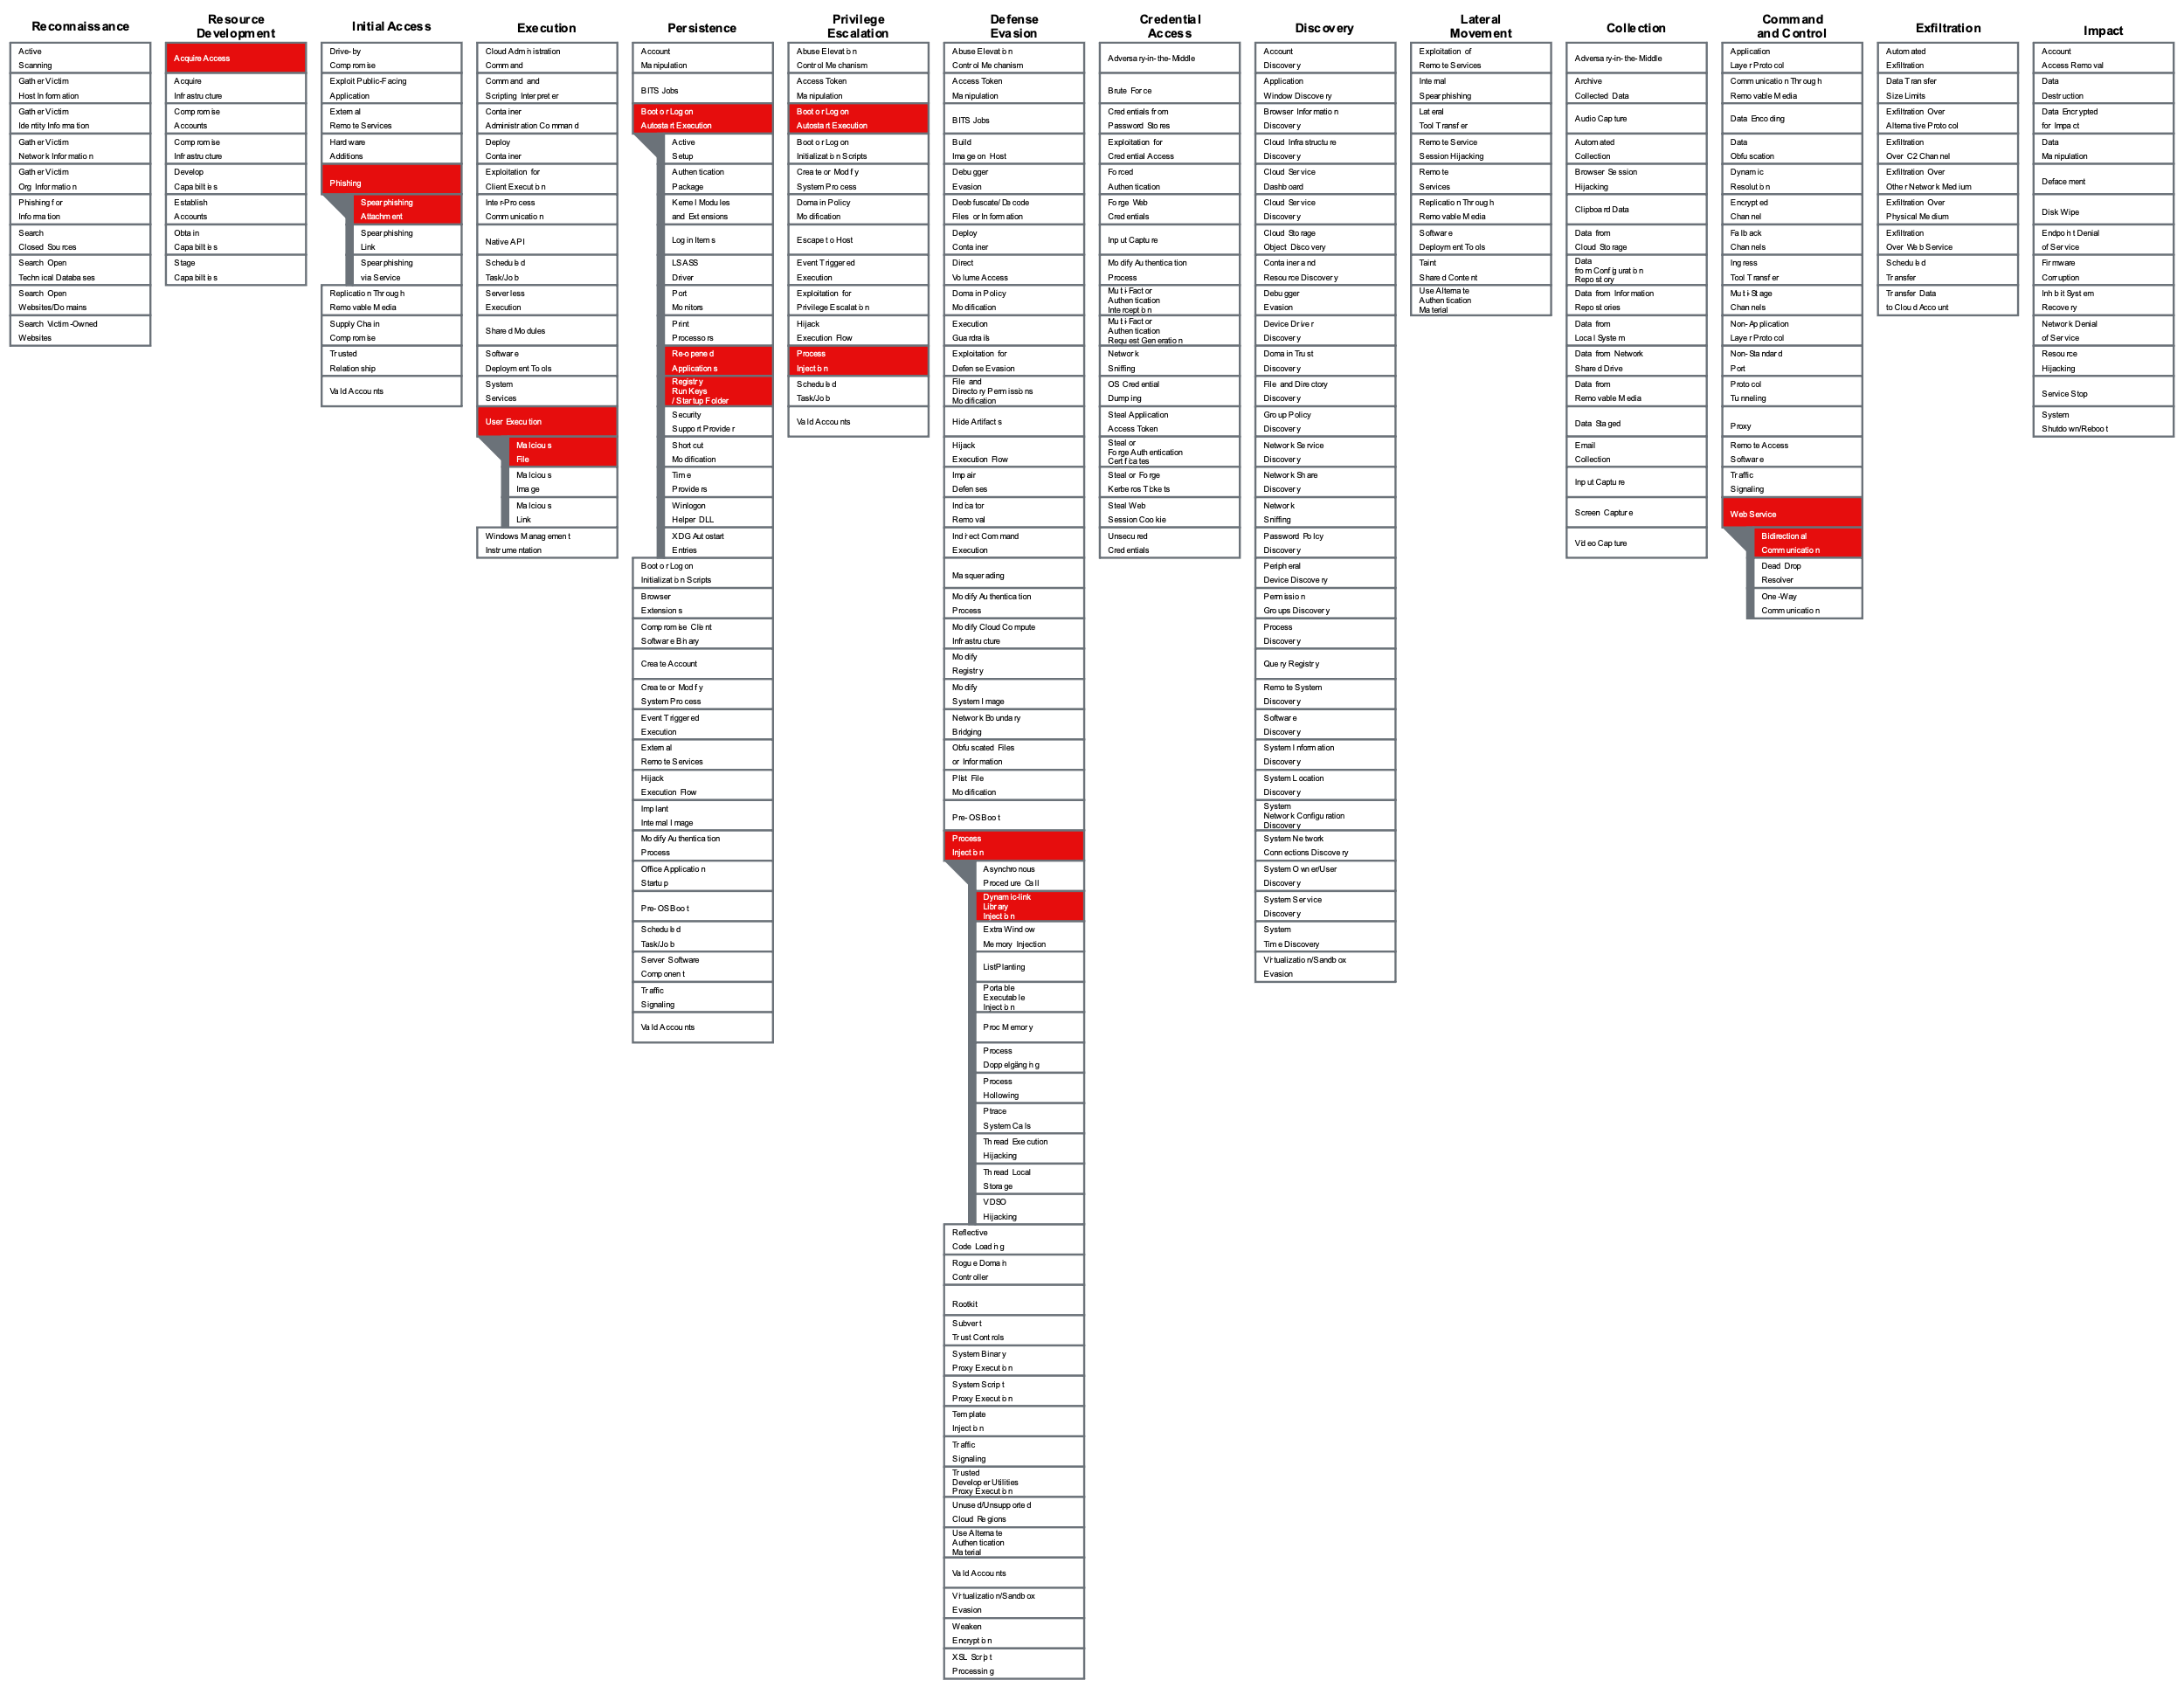 Reconnaissance
Active
Scanning
Gather Victim
Host Information
Gather Victim
Identity Information
Gather Victim
Network Information
Gather Victim
Org Information
Phishing for
Information
Search
Closed Sources
Search Open
Technical Databases
Search Open
Websites/Domains
Search Victim-Owned
Websites
Resource
Development
Acquire Access
Acquire
Infrastructure
Compromise
Accounts
Compromise
Infrastructure
Develop
Capabilities
Establish
Accounts
Obtain
Capabilities
Stage
Capabilities
Initial Access
Drive-by
Compromise
Exploit Public-Facing
Application
External
Remote Services
Hardware
Additions
Phishing
Spearphishing
Attachment
Spearphishing
Link
Spearphishing
via Service
Replication Through
Removable Media
Supply Chain
Compromise
Trusted
Relationship
Valid Accounts
Execution
Cloud Administration
Command
Command and
Scripting Interpreter
Container
Administration Command
Deploy
Container
Exploitation for
Client Execution
Inter-Process
Communication
Native API
Scheduled
Task/Job
Serverless
Execution
Shared Modules
Software
Deployment Tools
System
Services
User Execution
Malicious
File
Malicious
Image
Malicious
Link
Windows Management
Instrumentation
Persistence
Account
Manipulation
BITS Jobs
Boot or Logon
Autostart Execution
Active
Setup
Authentication
Package
Kernel Modules
and Extensions
Login Items
LSASS
Driver
Port
Monitors
Print
Processors
Re-opened
Applications
Registry
Run Keys
/ Startup Folder
Security
Support Provider
Shortcut
Modification
Time
Providers
Winlogon
Helper DLL
XDG Autostart
Entries
Boot or Logon
Initialization Scripts
Browser
Extensions
Compromise Client
Software Binary
Create Account
Create or Modify
System Process
Event Triggered
Execution
External
Remote Services
Hijack
Execution Flow
Implant
Internal Image
Modify Authentication
Process
Office Application
Startup
Pre-OS Boot
Scheduled
Task/Job
Server Software
Component
Traffic
Signaling
Valid Accounts
Privilege
Escalation
Abuse Elevation
Control Mechanism
Access Token
Manipulation
Boot or Logon
Autostart Execution
Boot or Logon
Initialization Scripts
Create or Modify
System Process
Domain Policy
Modification
Escape to Host
Event Triggered
Execution
Exploitation for
Privilege Escalation
Hijack
Execution Flow
Process
Injection
Scheduled
Task/Job
Valid Accounts
Defense
Evasion
Abuse Elevation
Control Mechanism
Access Token
Manipulation
BITS Jobs
Build
Image on Host
Debugger
Evasion
Deobfuscate/Decode
Files or Information
Deploy
Container
Direct
Volume Access
Domain Policy
Modification
Execution
Guardrails
Exploitation for
Defense Evasion
File and
Directory Permissions
Modification
Hide Artifacts
Hijack
Execution Flow
Impair
Defenses
Indicator
Removal
Indirect Command
Execution
Masquerading
Modify Authentication
Process
Modify Cloud Compute
Infrastructure
Modify
Registry
Modify
System Image
Network Boundary
Bridging
Obfuscated Files
or Information
Plist File
Modification
Pre-OS Boot
Process
Injection
Asynchronous
Procedure Call
Dynamic-link
Library
Injection
Extra Window
Memory Injection
ListPlanting
Portable
Executable
Injection
Proc Memory
Process
Doppelgänging
Process
Hollowing
Ptrace
System Calls
Thread Execution
Hijacking
Thread Local
Storage
VDSO
Hijacking
Reflective
Code Loading
Rogue Domain
Controller
Rootkit
Subvert
Trust Controls
System Binary
Proxy Execution
System Script
Proxy Execution
Template
Injection
Traffic
Signaling
Trusted
Developer Utilities
Proxy Execution
Unused/Unsupported
Cloud Regions
Use Alternate
Authentication
Material
Valid Accounts
Virtualization/Sandbox
Evasion
Weaken
Encryption
XSL Script
Processing
Credential
Access
Adversary-in-the-Middle
Brute Force
Credentials from
Password Stores
Exploitation for
Credential Access
Forced
Authentication
Forge Web
Credentials
Input Capture
Modify Authentication
Process
Multi-Factor
Authentication
Interception
Multi-Factor
Authentication
Request Generation
Network
Sniffing
OS Credential
Dumping
Steal Application
Access Token
Steal or
Forge Authentication
Certificates
Steal or Forge
Kerberos Tickets
Steal Web
Session Cookie
Unsecured
Credentials
Discovery
Account
Discovery
Application
Window Discovery
Browser Information
Discovery
Cloud Infrastructure
Discovery
Cloud Service
Dashboard
Cloud Service
Discovery
Cloud Storage
Object Discovery
Container and
Resource Discovery
Debugger
Evasion
Device Driver
Discovery
Domain Trust
Discovery
File and Directory
Discovery
Group Policy
Discovery
Network Service
Discovery
Network Share
Discovery
Network
Sniffing
Password Policy
Discovery
Peripheral
Device Discovery
Permission
Groups Discovery
Process
Discovery
Query Registry
Remote System
Discovery
Software
Discovery
System Information
Discovery
System Location
Discovery
System
Network Configuration
Discovery
System Network
Connections Discovery
System Owner/User
Discovery
System Service
Discovery
System
Time Discovery
Virtualization/Sandbox
Evasion
Lateral
Movement
Exploitation of
Remote Services
Internal
Spearphishing
Lateral
Tool Transfer
Remote Service
Session Hijacking
Remote
Services
Replication Through
Removable Media
Software
Deployment Tools
Taint
Shared Content
Use Alternate
Authentication
Material
Collection
Adversary-in-the-Middle
Archive
Collected Data
Audio Capture
Automated
Collection
Browser Session
Hijacking
Clipboard Data
Data from
Cloud Storage
Data
from Configuration
Repository
Data from Information
Repositories
Data from
Local System
Data from Network
Shared Drive
Data from
Removable Media
Data Staged
Email
Collection
Input Capture
Screen Capture
Video Capture
Command
and Control
Application
Layer Protocol
Communication Through
Removable Media
Data Encoding
Data
Obfuscation
Dynamic
Resolution
Encrypted
Channel
Fallback
Channels
Ingress
Tool Transfer
Multi-Stage
Channels
Non-Application
Layer Protocol
Non-Standard
Port
Protocol
Tunneling
Proxy
Remote Access
Software
Traffic
Signaling
Web Service
Bidirectional
Communication
Dead Drop
Resolver
One-Way
Communication
Exfiltration
Automated
Exfiltration
Data Transfer
Size Limits
Exfiltration Over
Alternative Protocol
Exfiltration
Over C2 Channel
Exfiltration Over
Other Network Medium
Exfiltration Over
Physical Medium
Exfiltration
Over Web Service
Scheduled
Transfer
Transfer Data
to Cloud Account
Impact
Account
Access Removal
Data
Destruction
Data Encrypted
for Impact
Data
Manipulation
Defacement
Disk Wipe
Endpoint Denial
of Service
Firmware
Corruption
Inhibit System
Recovery
Network Denial
of Service
Resource
Hijacking
Service Stop
System
Shutdown/Reboot